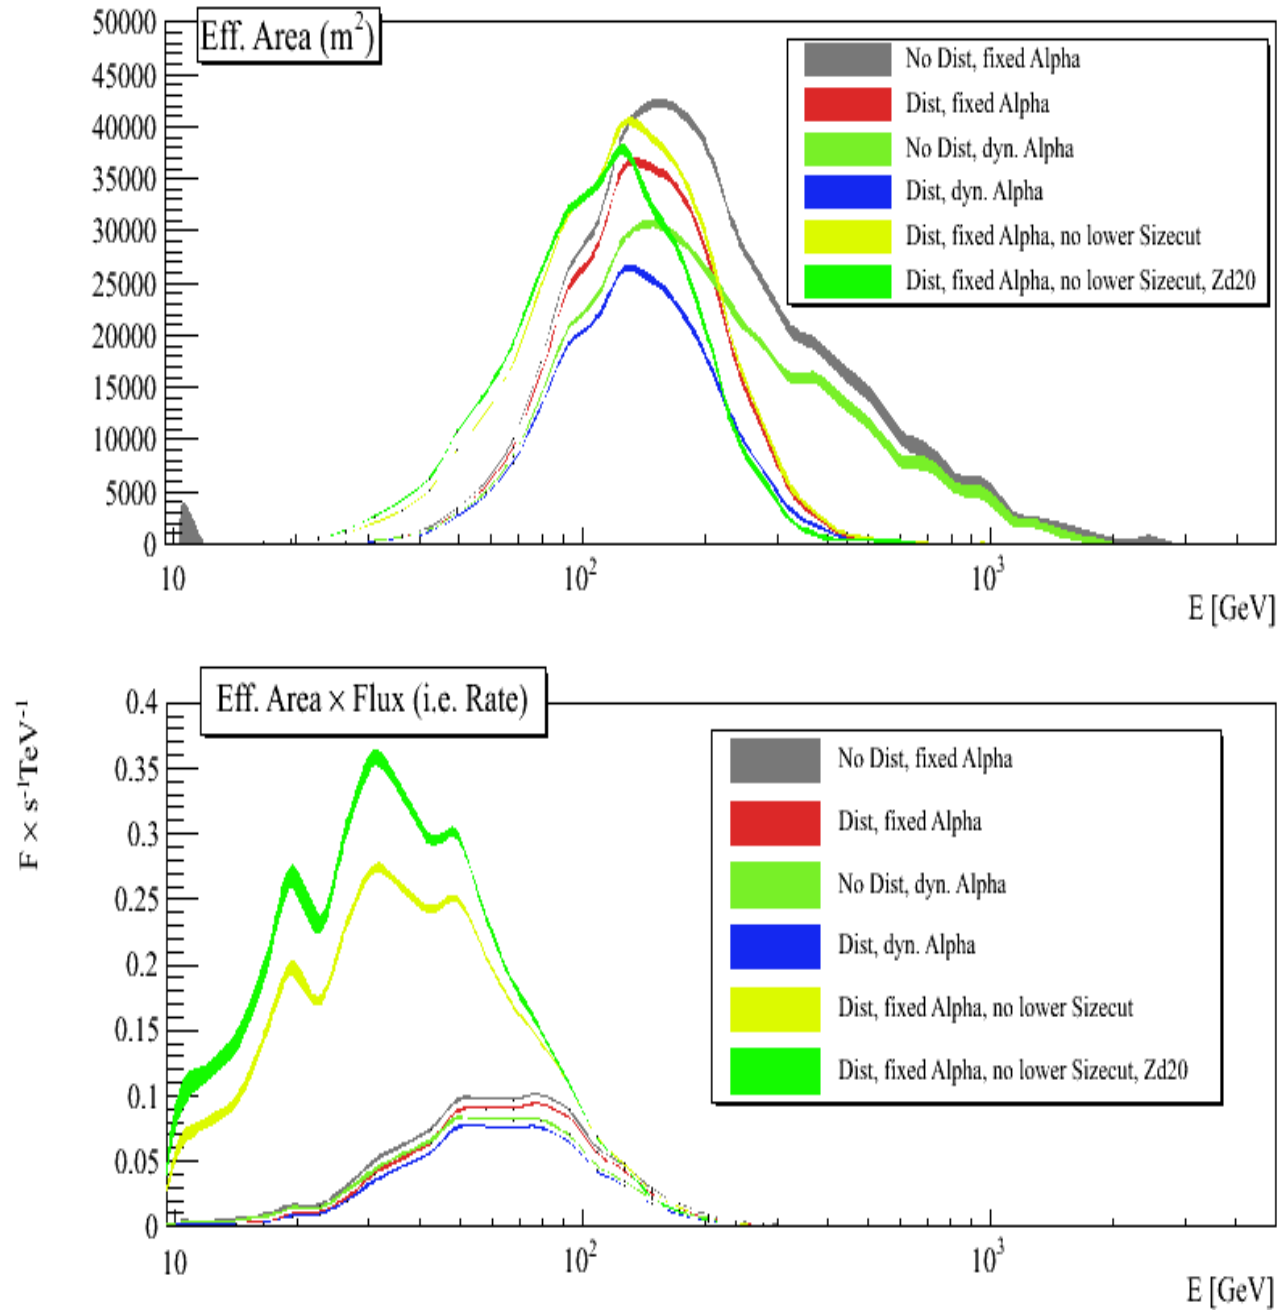 Eff. Area (m²)
50000
45000
40000
35000
30000
25000
20000
15000
10000
5000
0
No Dist, fixed Alpha
Dist, fixed Alpha
No Dist, dyn. Alpha
Dist, dyn. Alpha
Dist, fixed Alpha, no lower Sizecut
Dist, fixed Alpha, no lower Sizecut, Zd20
10 10² 10³
E [GeV]
Eff. Area × Flux (i.e. Rate)
F × s⁻¹TeV⁻¹
0.4
0.35
0.3
0.25
0.2
0.15
0.1
0.05
0
No Dist, fixed Alpha
Dist, fixed Alpha
No Dist, dyn. Alpha
Dist, dyn. Alpha
Dist, fixed Alpha, no lower Sizecut
Dist, fixed Alpha, no lower Sizecut, Zd20
10 10² 10³
E [GeV]